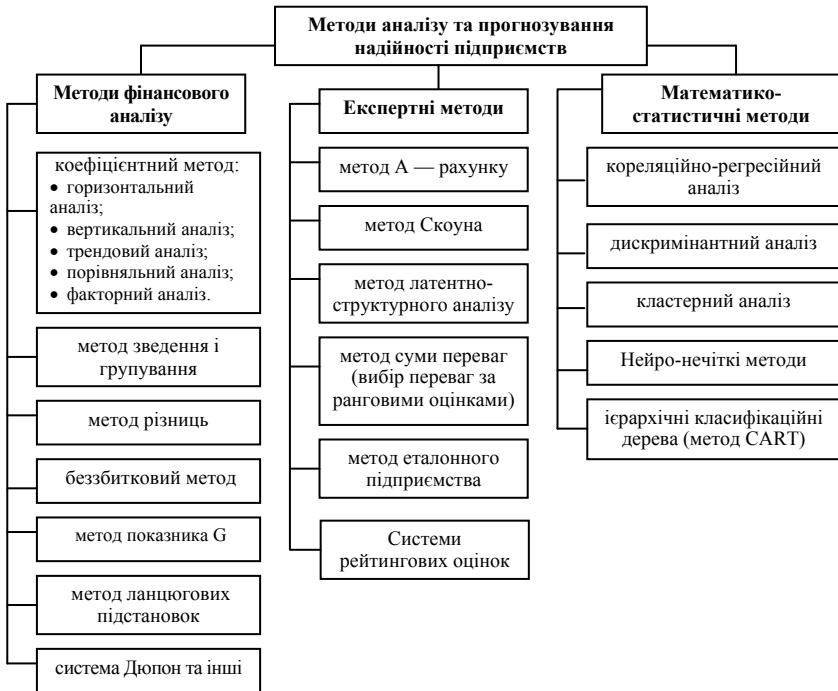 Методи аналізу та прогнозування
надійності підприємств
Методи фінансового
аналізу
коефіцієнтний метод:
• горизонтальний
аналіз;
• вертикальний аналіз;
• трендовий аналіз;
• порівняльний аналіз;
• факторний аналіз.
метод зведення і
групування
метод різниць
беззбитковий метод
метод показника G
метод ланцюгових
підстановок
система Дюпон та інші
Експертні методи
метод А — рахунку
метод Скоуна
метод латентно-
структурного аналізу
метод суми переваг
(вибір переваг за
ранговими оцінками)
метод еталонного
підприємства
Системи
рейтингових оцінок
Математико-
статистичні методи
кореляційно-регресійний
аналіз
дискримінантний аналіз
кластерний аналіз
Нейро-нечіткі методи
ієрархічні класифікаційні
дерева (метод CART)